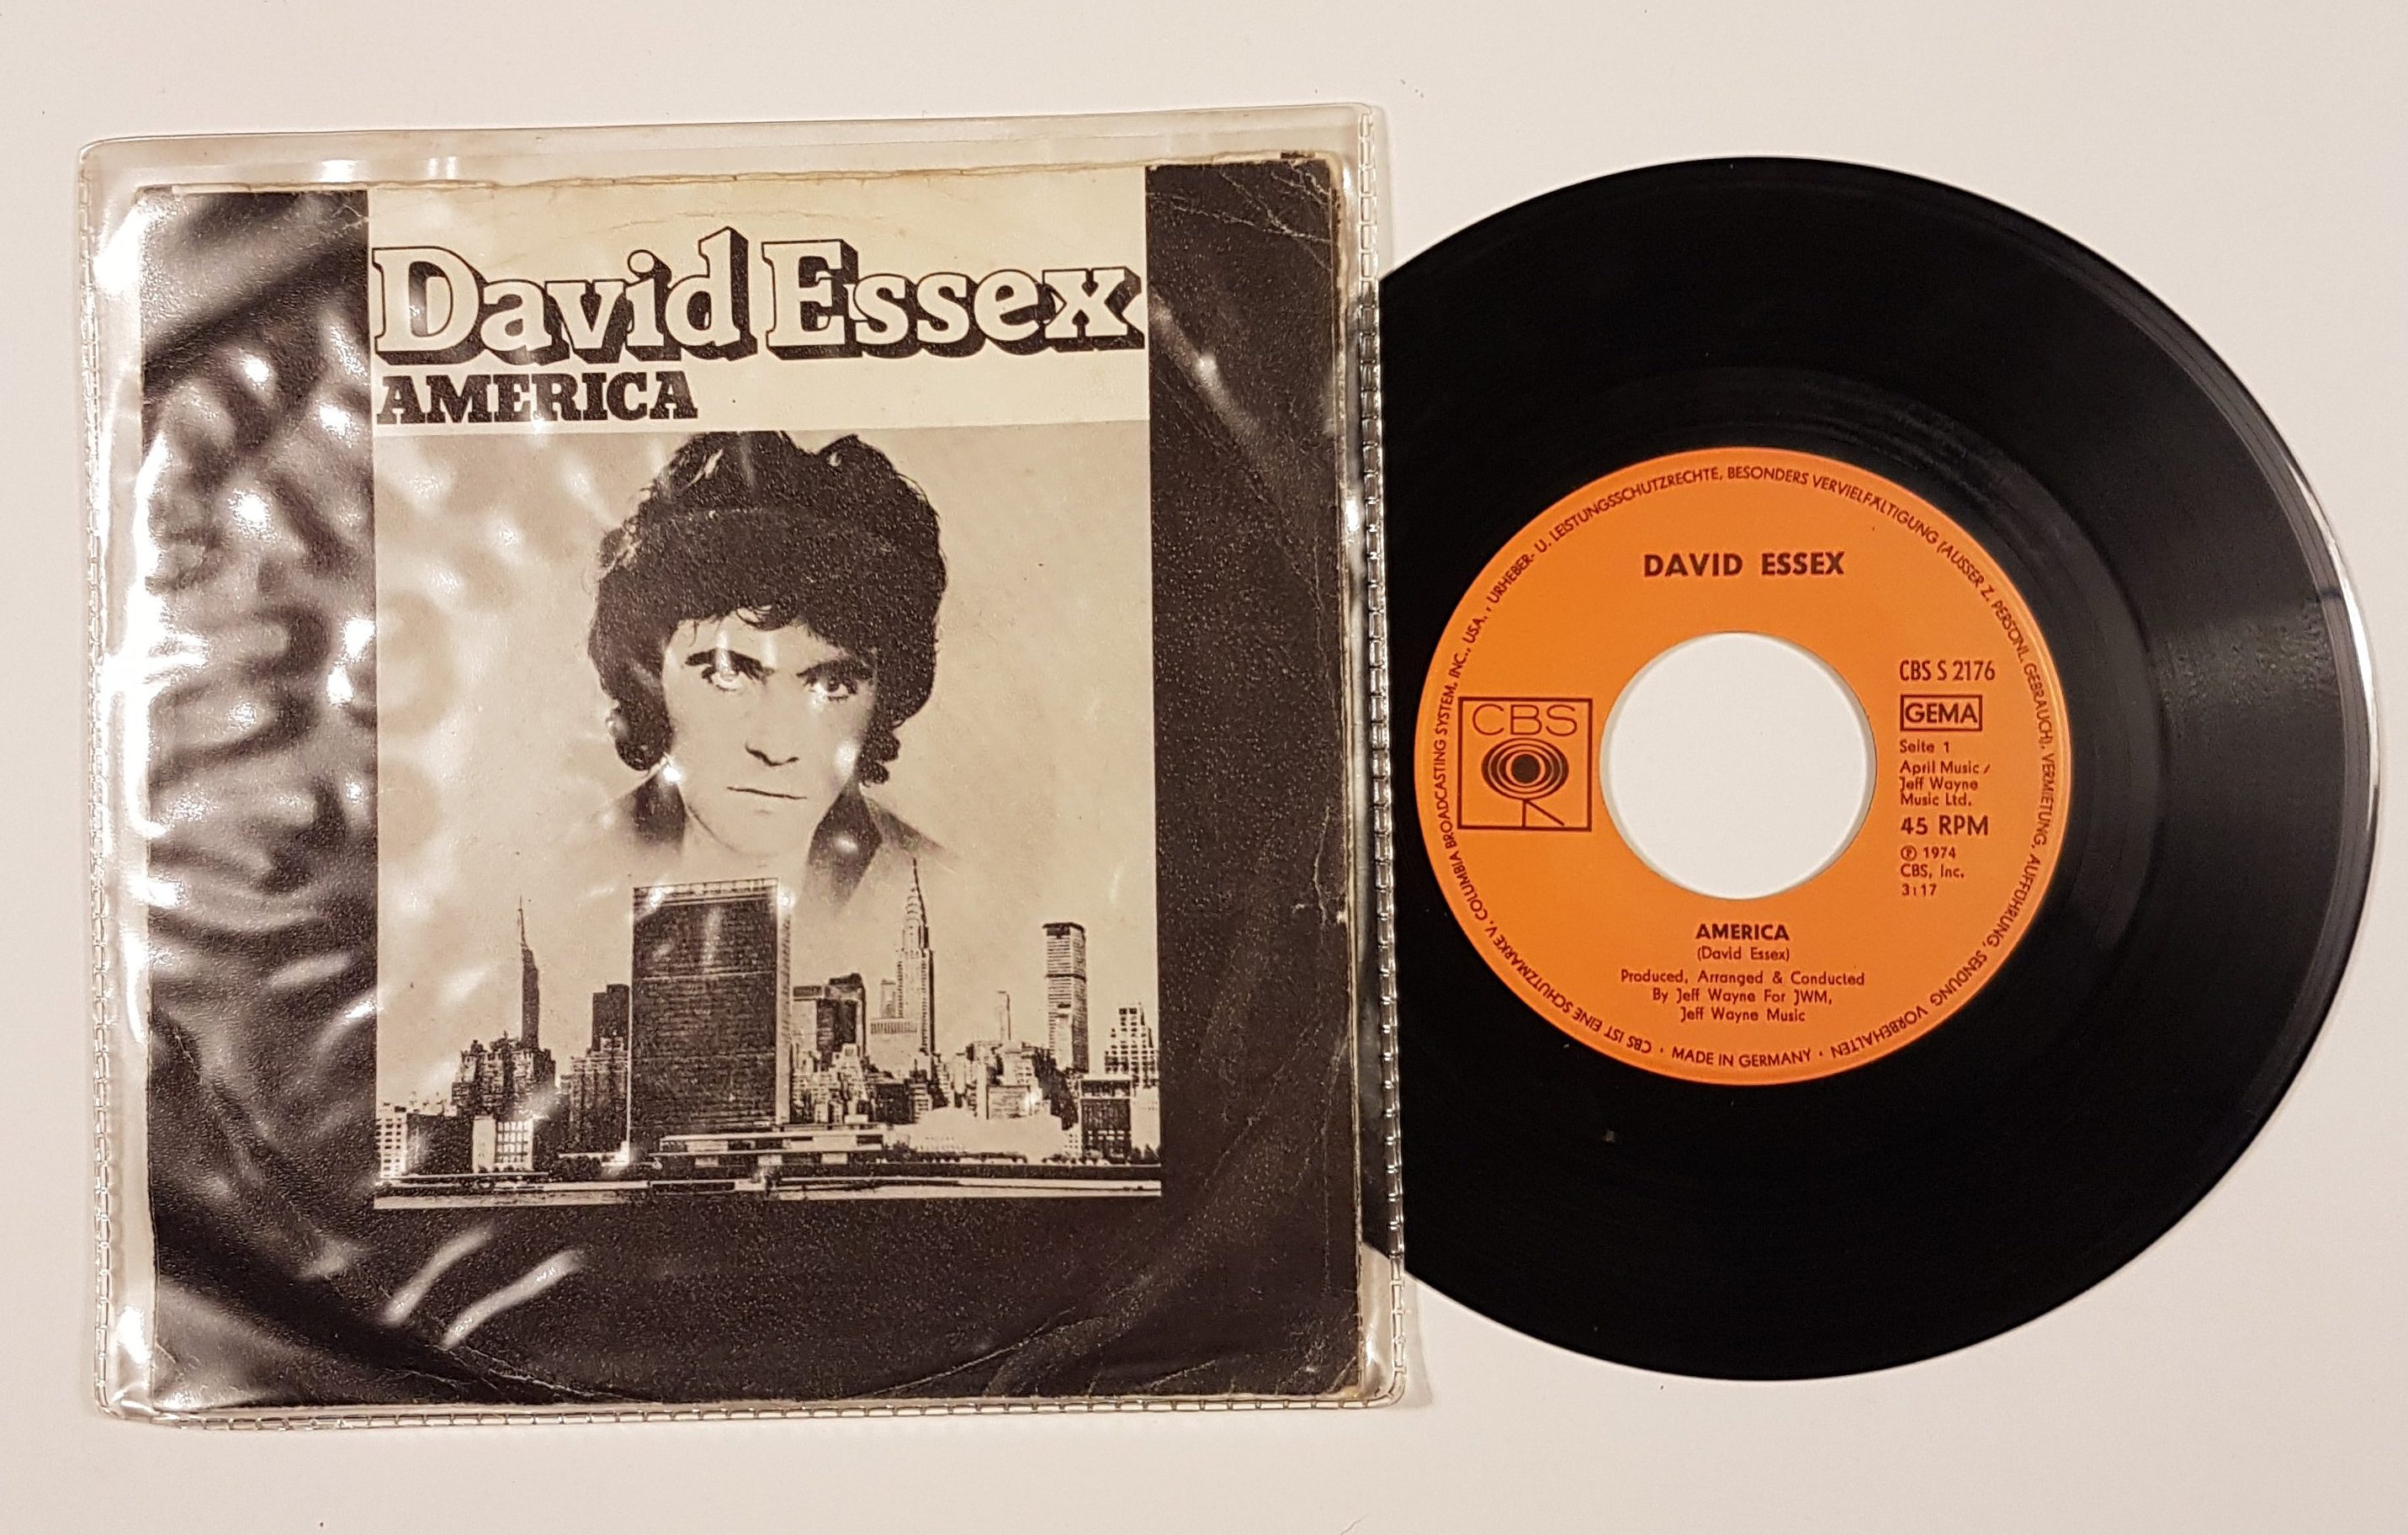 David Essex
AMERICA
DAVID ESSEX
CBS
CBS S 2176
GEMA
Seite 1
April Music /
Jeff Wayne
Music Ltd.
45 RPM
Ⓟ 1974
CBS, Inc.
3:17
AMERICA
(David Essex)
Produced, Arranged & Conducted
By Jeff Wayne For JWM,
Jeff Wayne Music
CBS IST EINE SCHUTZMARKE V. COLUMBIA BROADCASTING SYSTEM, INC., USA., URHEBER- U. LEISTUNGSSCHUTZRECHTE, BESONDERS VERVIELFÄLTIGUNG (AUSSER Z. PERSÖNL. GEBRAUCH), VERMIETUNG, AUFFÜHRUNG, SENDUNG VORBEHALTEN · MADE IN GERMANY ·